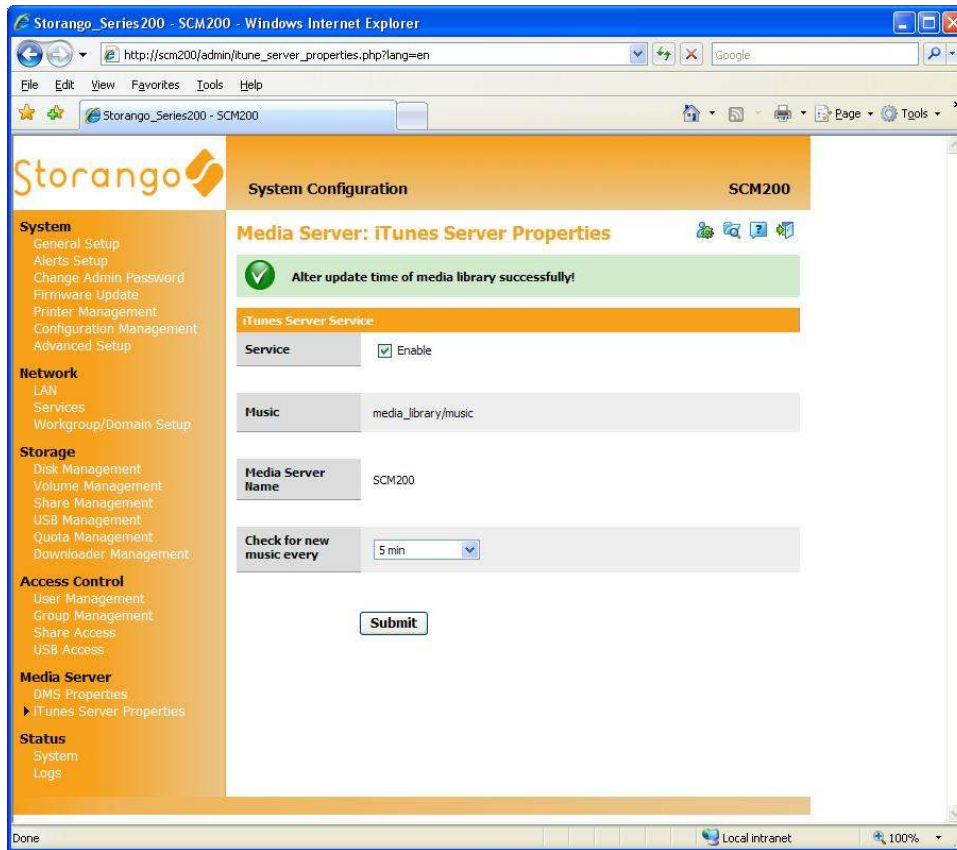 Storango_Series200 - SCM200 - Windows Internet Explorer
http://scm200/admin/itune_server_properties.php?lang=en
Google
File Edit View Favorites Tools Help
Storango_Series200 - SCM200
Page Tools
Storango
System Configuration
SCM200
System
General Setup
Alerts Setup
Change Admin Password
Firmware Update
Printer Management
Configuration Management
Advanced Setup
Network
LAN
Services
Workgroup/Domain Setup
Storage
Disk Management
Volume Management
Share Management
USB Management
Quota Management
Downloader Management
Access Control
User Management
Group Management
Share Access
USB Access
Media Server
DMS Properties
iTunes Server Properties
Status
System
Logs
Media Server: iTunes Server Properties
Alter update time of media library successfully!
iTunes Server Service
Service
Enable
Music
media_library/music
Media Server
Name
SCM200
Check for new
music every
5 min
Submit
Done
Local intranet
100%